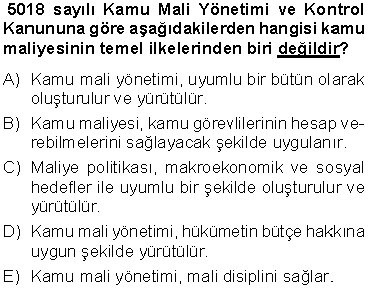 5018 sayılı Kamu Mali Yönetimi ve Kontrol
Kanununa göre aşağıdakilerden hangisi kamu
maliyesinin temel ilkelerinden biri değildir?
A) Kamu mali yönetimi, uyumlu bir bütün olarak
oluşturulur ve yürütülür.
B) Kamu maliyesi, kamu görevlilerinin hesap ve-
rebilmelerini sağlayacak şekilde uygulanır.
C) Maliye politikası, makroekonomik ve sosyal
hedefler ile uyumlu bir şekilde oluşturulur ve
yürütülür.
D) Kamu mali yönetimi, hükümetin bütçe hakkına
uygun şekilde yürütülür.
E) Kamu mali yönetimi, mali disiplini sağlar.